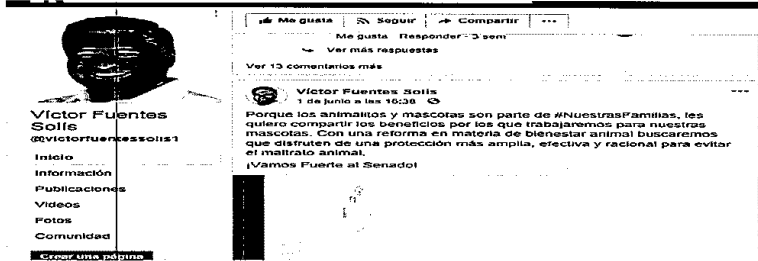 Me gusta
Seguir
Compartir
Me gusta Responder - 3 sem
Ver más respuestas
Ver 13 comentarios más
Víctor Fuentes Solís
1 de junio a las 16:38
Porque los animalitos y mascotas son parte de #NuestrasFamilias, les
quiero compartir los beneficios por los que trabajaremos para nuestras
mascotas. Con una reforma en materia de bienestar animal buscaremos
que disfruten de una protección más amplia, efectiva y racional para evitar
el maltrato animal.
¡Vamos Fuerte al Senado!
Víctor Fuentes
Solís
@victorfuentessolis1
Inicio
Información
Publicaciones
Videos
Fotos
Comunidad
Crear una página